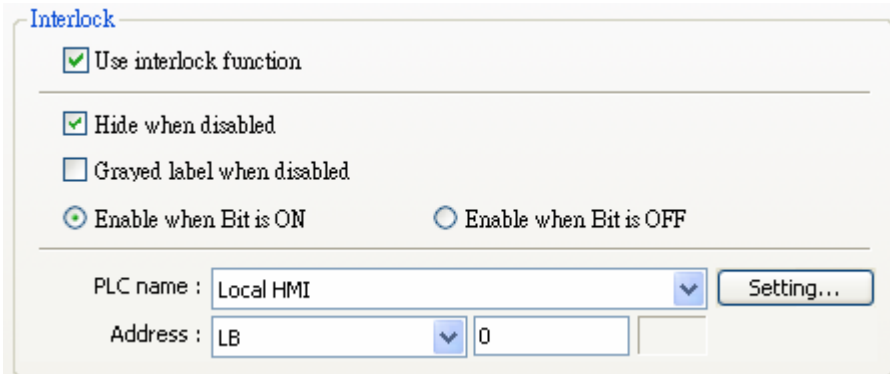 Interlock
Use interlock function
Hide when disabled
Grayed label when disabled
Enable when Bit is ON Enable when Bit is OFF
PLC name : Local HMI Setting...
Address : LB 0